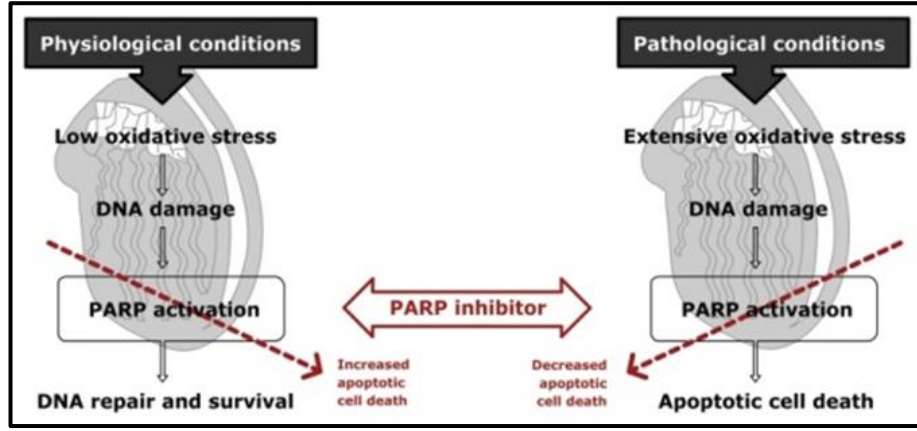 Physiological conditions
Low oxidative stress
DNA damage
PARP activation
DNA repair and survival
PARP inhibitor
Increased
apoptotic
cell death
Decreased
apoptotic
cell death
Pathological conditions
Extensive oxidative stress
DNA damage
PARP activation
Apoptotic cell death